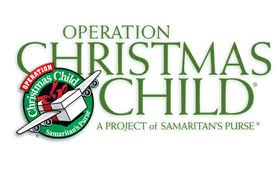 OPERATION
CHRISTMAS
CHILD®
A PROJECT of SAMARITAN'S PURSE®
OPERATION
Christmas Child
Samaritan's Purse